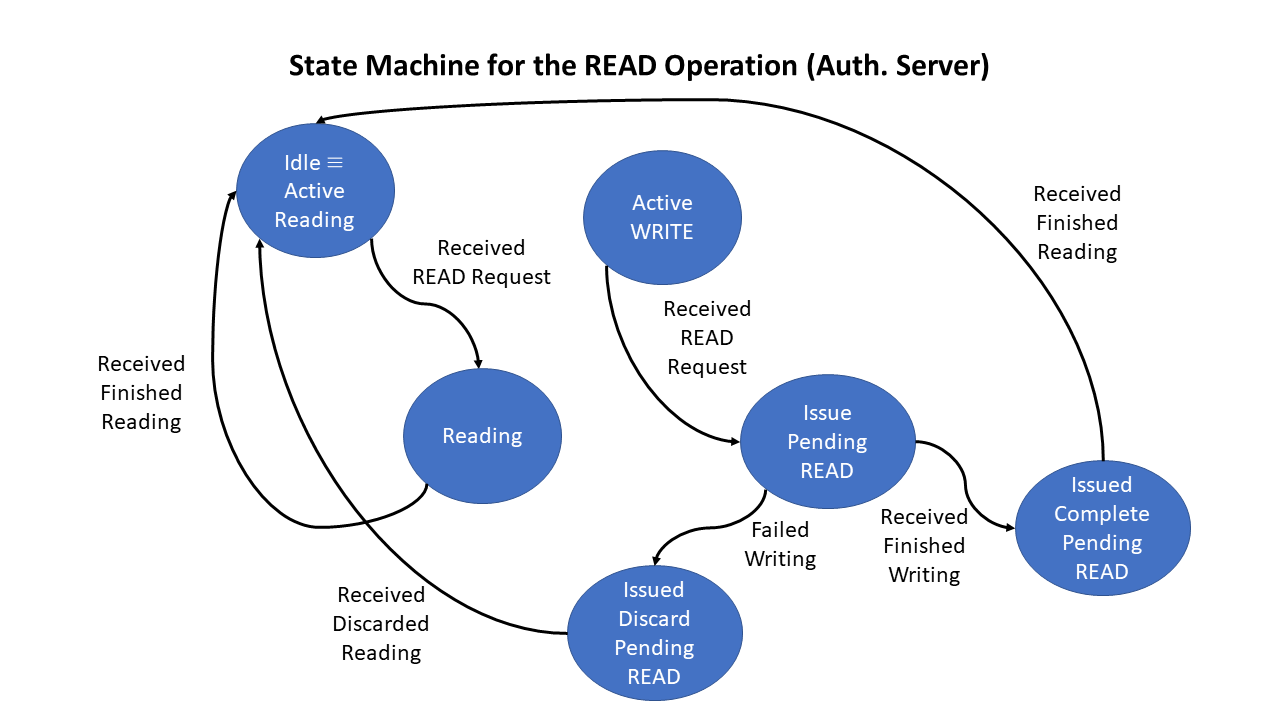 State Machine for the READ Operation (Auth. Server)
Idle ≡
Active
Reading
Active
WRITE
Received
Finished
Reading
Received
READ Request
Received
READ
Request
Received
Finished
Reading
Reading
Issue
Pending
READ
Issued
Complete
Pending
READ
Failed
Writing
Received
Finished
Writing
Received
Discarded
Reading
Issued
Discard
Pending
READ